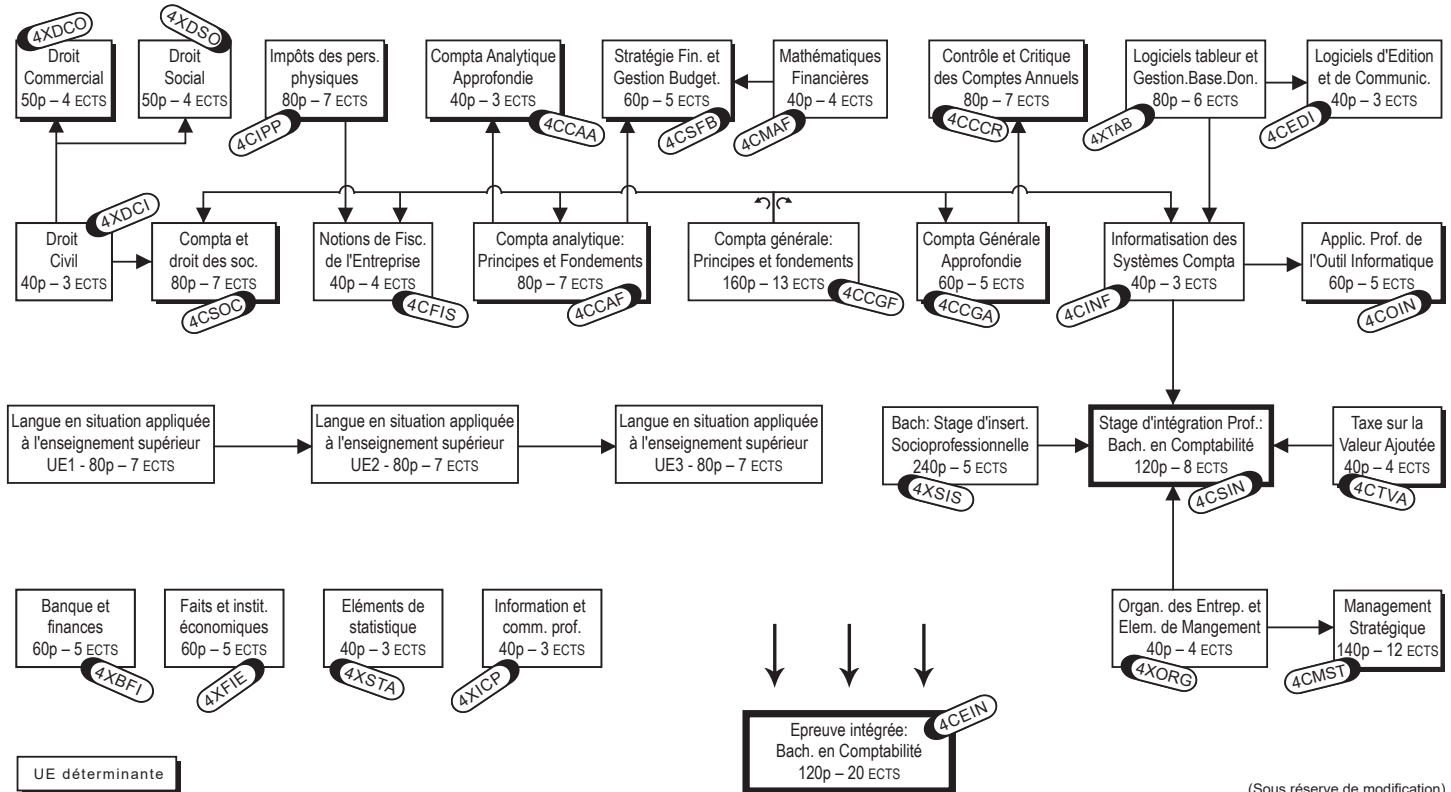 4XDCO
Droit
Commercial
50p – 4 ECTS
4XDSO
Droit
Social
50p – 4 ECTS
Impôts des pers.
physiques
80p – 7 ECTS
4CIPP
Compta Analytique
Approfondie
40p – 3 ECTS
4CCAA
Stratégie Fin. et
Gestion Budget.
60p – 5 ECTS
4CSFB
Mathématiques
Financières
40p – 4 ECTS
4CMAF
Contrôle et Critique
des Comptes Annuels
80p – 7 ECTS
4CCCR
Logiciels tableur et
Gestion.Base.Don.
80p – 6 ECTS
4XTAB
Logiciels d'Edition
et de Communic.
40p – 3 ECTS
4CEDI
4XDCI
Droit
Civil
40p – 3 ECTS
Compta et
droit des soc.
80p – 7 ECTS
4CSOC
Notions de Fisc.
de l'Entreprise
40p – 4 ECTS
4CFIS
Compta analytique:
Principes et Fondements
80p – 7 ECTS
4CCAF
Compta générale:
Principes et fondements
160p – 13 ECTS
4CCGF
Compta Générale
Approfondie
60p – 5 ECTS
4CCGA
Informatisation des
Systèmes Compta
40p – 3 ECTS
4CINF
Applic. Prof. de
l'Outil Informatique
60p – 5 ECTS
4COIN
Langue en situation appliquée
à l'enseignement supérieur
UE1 - 80p – 7 ECTS
Langue en situation appliquée
à l'enseignement supérieur
UE2 - 80p – 7 ECTS
Langue en situation appliquée
à l'enseignement supérieur
UE3 - 80p – 7 ECTS
Bach: Stage d'insert.
Socioprofessionnelle
240p – 5 ECTS
4XSIS
Stage d'intégration Prof.:
Bach. en Comptabilité
120p – 8 ECTS
4CSIN
Taxe sur la
Valeur Ajoutée
40p – 4 ECTS
4CTVA
Banque et
finances
60p – 5 ECTS
4XBFI
Faits et instit.
économiques
60p – 5 ECTS
4XFIE
Eléments de
statistique
40p – 3 ECTS
4XSTA
Information et
comm. prof.
40p – 3 ECTS
4XICP
Organ. des Entrep. et
Elem. de Mangement
40p – 4 ECTS
4XORG
Management
Stratégique
140p – 12 ECTS
4CMST
4CEIN
Epreuve intégrée:
Bach. en Comptabilité
120p – 20 ECTS
UE déterminante
(Sous réserve de modification)